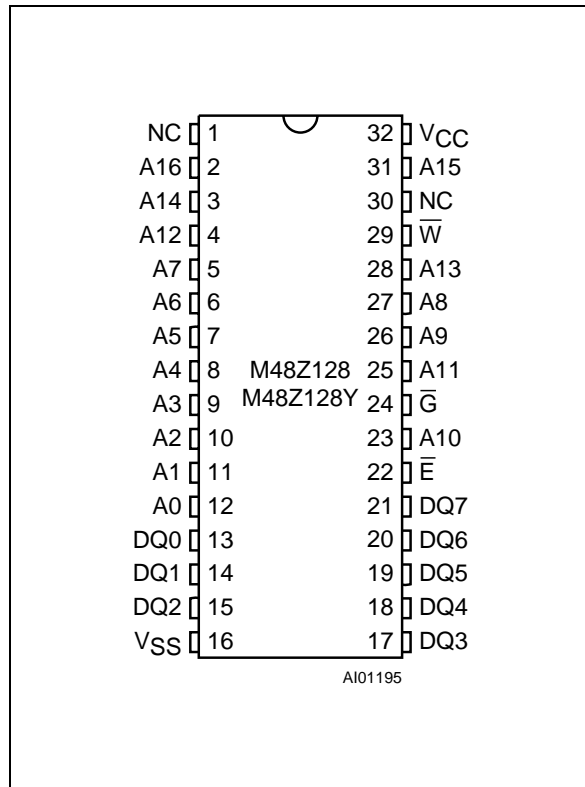 NC 1 32 VCC
A16 2 31 A15
A14 3 30 NC
A12 4 29 W̅
A7 5 28 A13
A6 6 27 A8
A5 7 26 A9
A4 8 M48Z128 25 A11
A3 9 M48Z128Y 24 G̅
A2 10 23 A10
A1 11 22 E̅
A0 12 21 DQ7
DQ0 13 20 DQ6
DQ1 14 19 DQ5
DQ2 15 18 DQ4
VSS 16 17 DQ3
AI01195